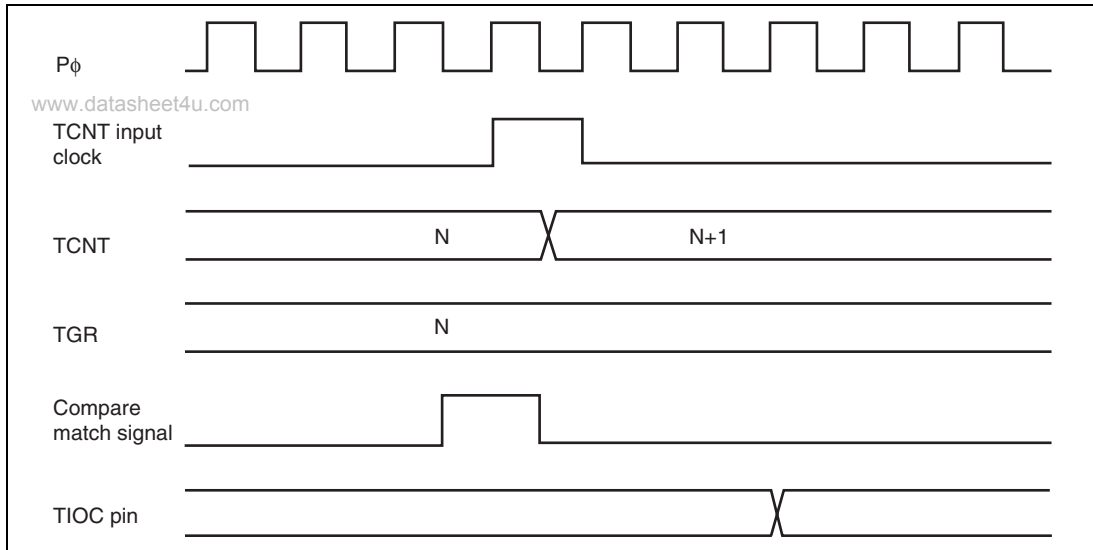 Pϕ
www.datasheet4u.com
TCNT input
clock
TCNT
N
N+1
TGR
N
Compare
match signal
TIOC pin